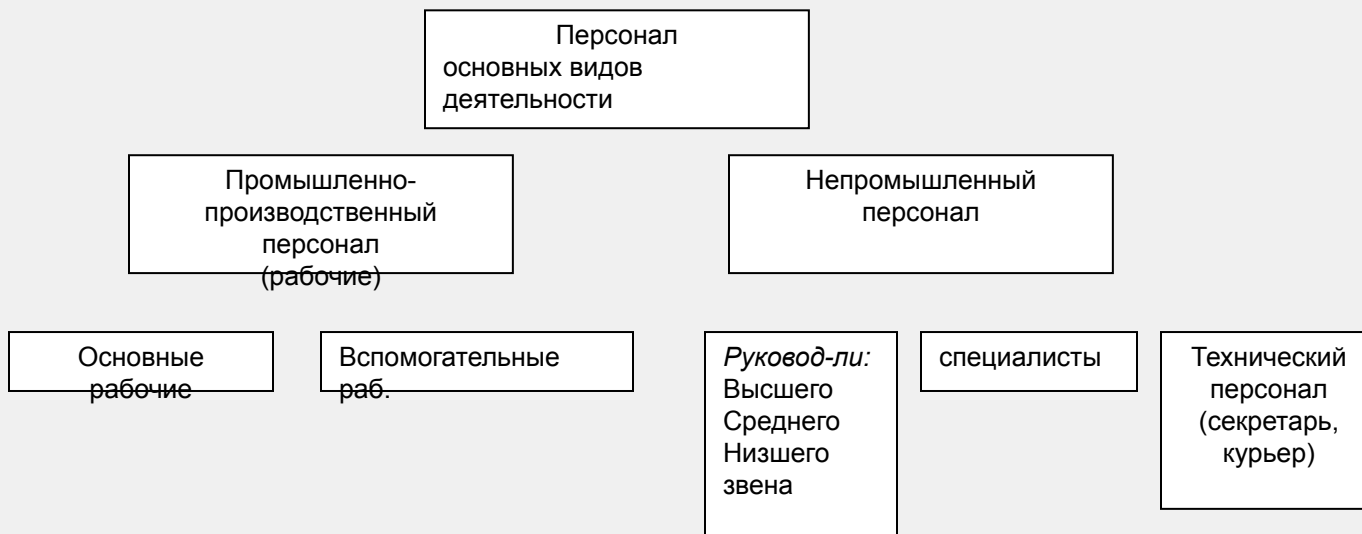 Персонал
основных видов
деятельности
Промышленно-
производственный
персонал
(рабочие)
Непромышленный
персонал
Основные
рабочие
Вспомогательные
раб.
Руковод-ли:
Высшего
Среднего
Низшего
звена
специалисты
Технический
персонал
(секретарь,
курьер)